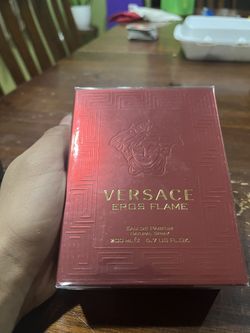 VERSACE
EROS FLAME
EAU DE PARFUM
NATURAL SPRAY
200 ml ℮ 6.7 US FL.OZ.